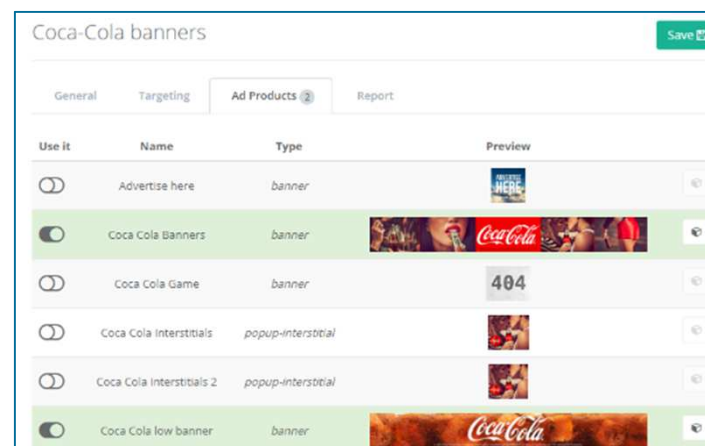 Coca-Cola banners
Save
General Targeting Ad Products 2 Report
Use it Name Type Preview
Advertise here banner ADVERTISE HERE
Coca Cola Banners banner Coca-Cola
Coca Cola Game banner 404
Coca Cola Interstitials popup-interstitial
Coca Cola Interstitials 2 popup-interstitial
Coca Cola low banner banner Coca-Cola